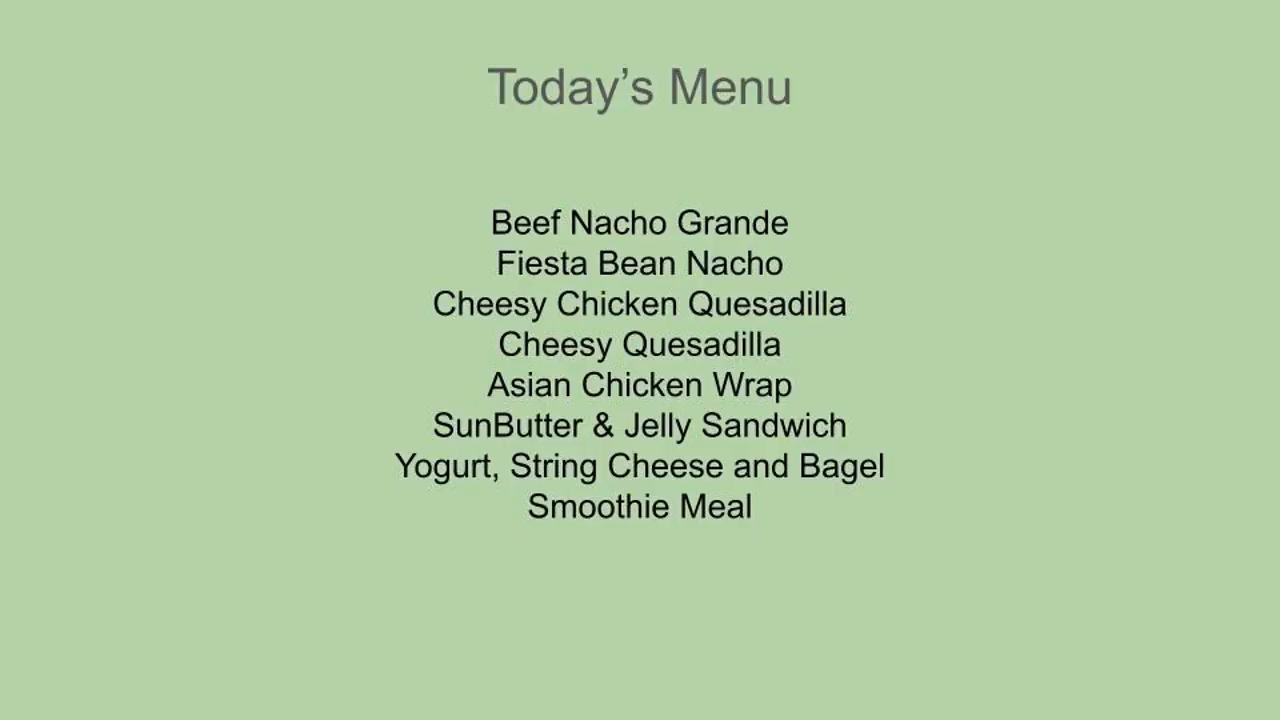 Today’s Menu
Beef Nacho Grande
Fiesta Bean Nacho
Cheesy Chicken Quesadilla
Cheesy Quesadilla
Asian Chicken Wrap
SunButter & Jelly Sandwich
Yogurt, String Cheese and Bagel
Smoothie Meal